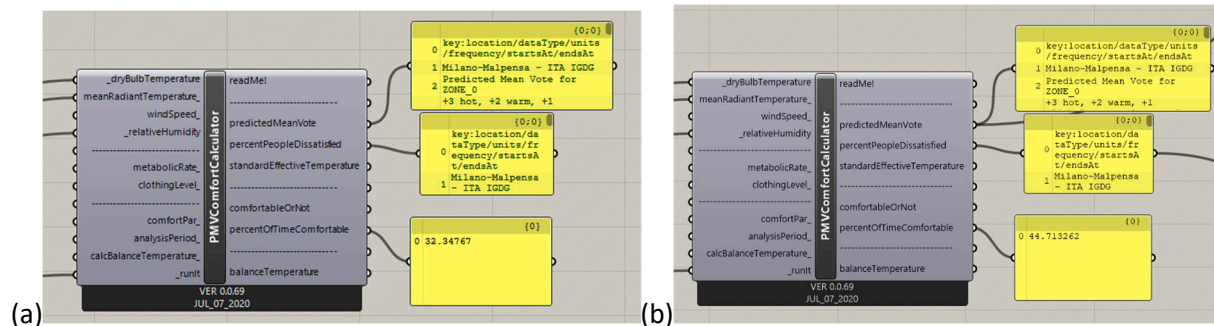 _dryBulbTemperature
meanRadiantTemperature_
windSpeed_
_relativeHumidity
metabolicRate_
clothingLevel_
comfortPar_
analysisPeriod_
calcBalanceTemperature_
_runIt
PMVComfortCalculator
readMe!
predictedMeanVote
percentPeopleDissatisfied
standardEffectiveTemperature
comfortableOrNot
percentOfTimeComfortable
balanceTemperature
VER 0.0.69
JUL_07_2020
{0;0}
0 key:location/dataType/units
/frequency/startsAt/endsAt
1 Milano-Malpensa - ITA IGDG
2 Predicted Mean Vote for
ZONE_0
+3 hot, +2 warm, +1
{0;0}
0 key:location/da
taType/units/fr
equency/startsA
t/endsAt
1 Milano-Malpensa
- ITA IGDG
{0}
0 32.34767
(a)
_dryBulbTemperature
meanRadiantTemperature_
windSpeed_
_relativeHumidity
metabolicRate_
clothingLevel_
comfortPar_
analysisPeriod_
calcBalanceTemperature_
_runIt
PMVComfortCalculator
readMe!
predictedMeanVote
percentPeopleDissatisfied
standardEffectiveTemperature
comfortableOrNot
percentOfTimeComfortable
balanceTemperature
VER 0.0.69
JUL_07_2020
{0;0}
0 key:location/dataType/units
/frequency/startsAt/endsAt
1 Milano-Malpensa - ITA IGDG
2 Predicted Mean Vote for
ZONE_0
+3 hot, +2 warm, +1
{0;0}
0 key:location/da
taType/units/fr
equency/startsA
t/endsAt
1 Milano-Malpensa
- ITA IGDG
{0}
0 44.713262
(b)